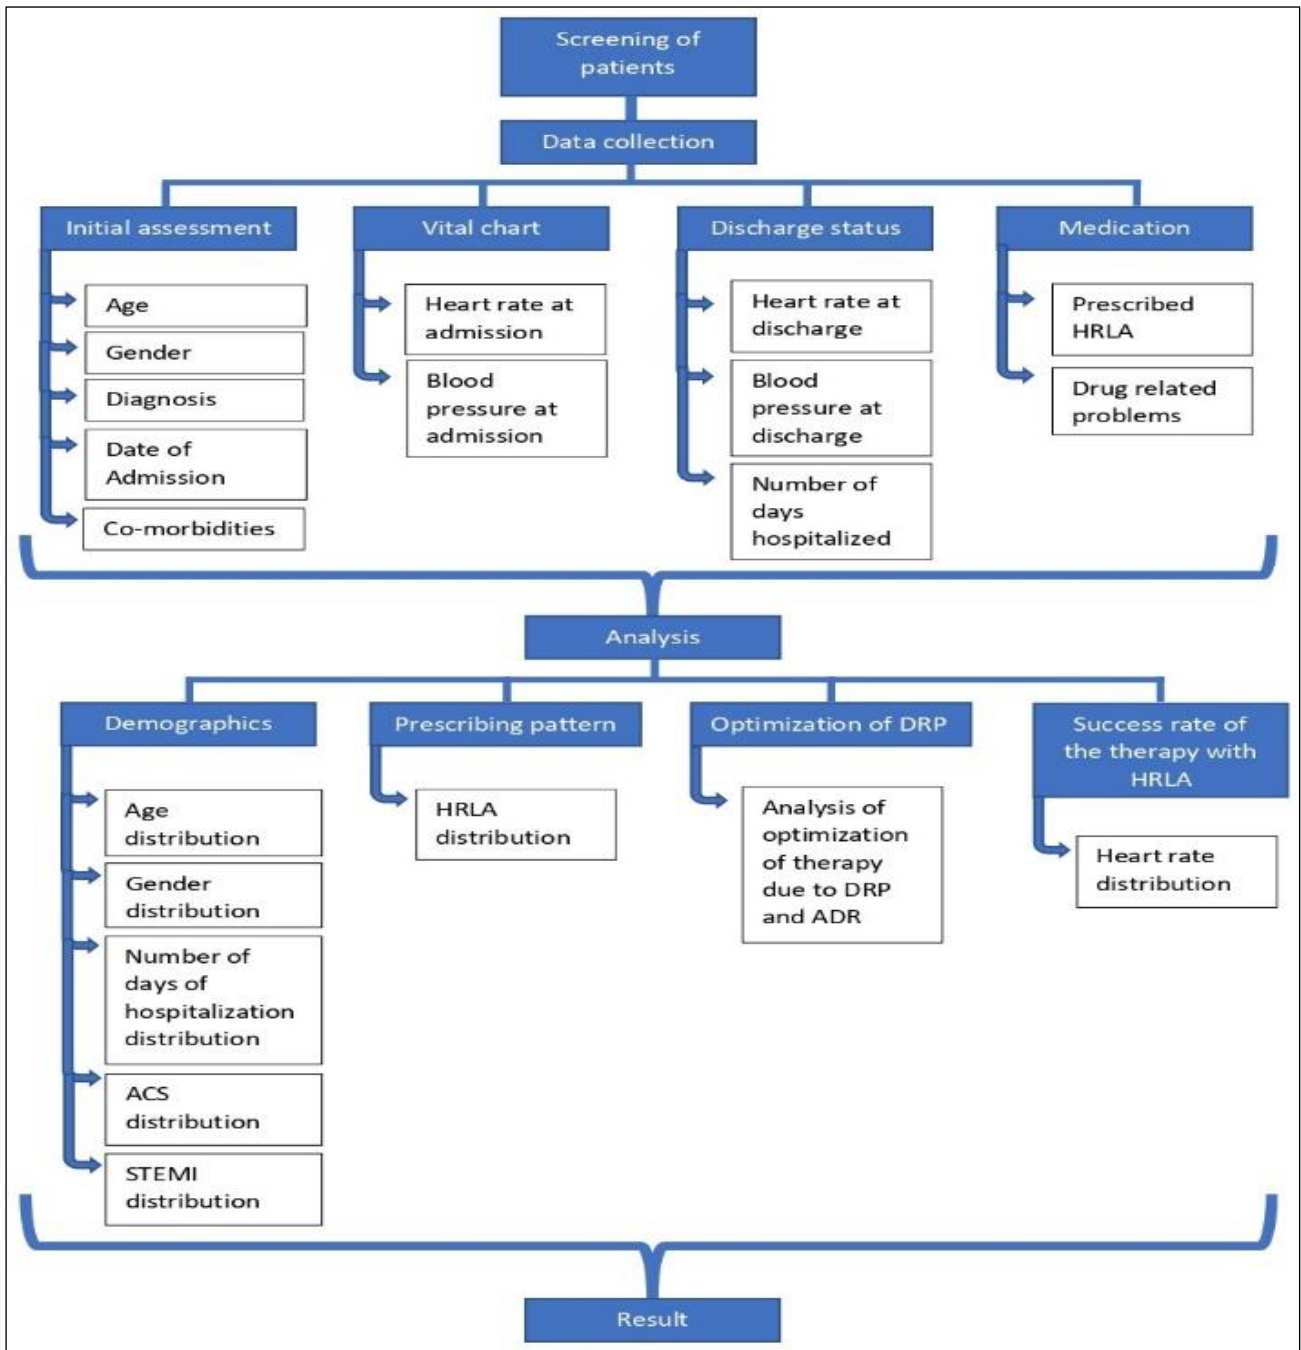 Screening of
patients
Data collection
Initial assessment
Age
Gender
Diagnosis
Date of
Admission
Co-morbidities
Vital chart
Heart rate at
admission
Blood
pressure at
admission
Discharge status
Heart rate at
discharge
Blood
pressure at
discharge
Number of
days
hospitalized
Medication
Prescribed
HRLA
Drug related
problems
Analysis
Demographics
Age
distribution
Gender
distribution
Number of
days of
hospitalization
distribution
ACS
distribution
STEMI
distribution
Prescribing pattern
HRLA
distribution
Optimization of DRP
Analysis of
optimization
of therapy
due to DRP
and ADR
Success rate of
the therapy with
HRLA
Heart rate
distribution
Result